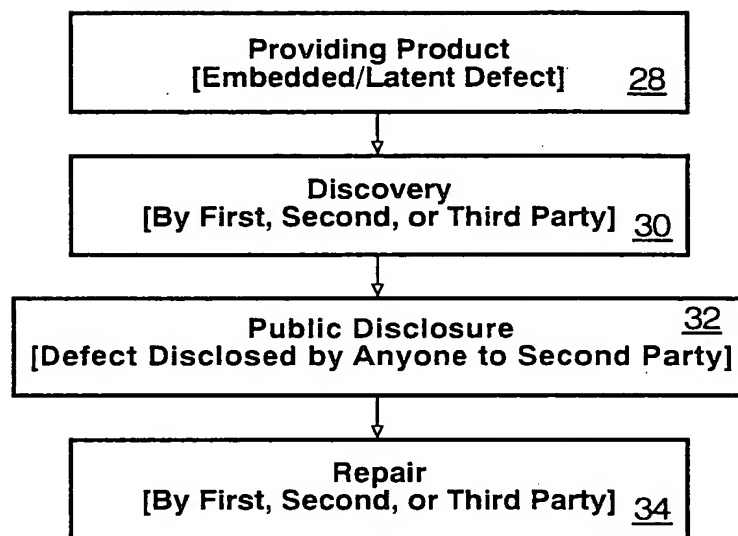 Providing Product
[Embedded/Latent Defect] 28
Discovery
[By First, Second, or Third Party] 30
Public Disclosure 32
[Defect Disclosed by Anyone to Second Party]
Repair
[By First, Second, or Third Party] 34